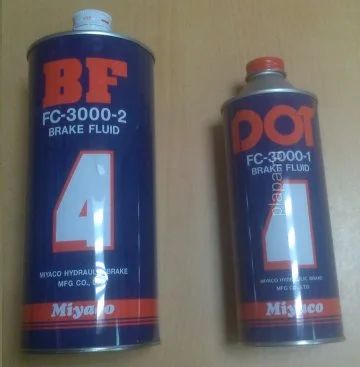 BF
FC-3000-2
BRAKE FLUID
4
MIYACO HYDRAULIC BRAKE
MFG CO., LTD
Miyaco
DOT
FC-3000-1
BRAKE FLUID
4
MIYACO HYDRAULIC BRAKE
MFG CO., LTD
Miyaco